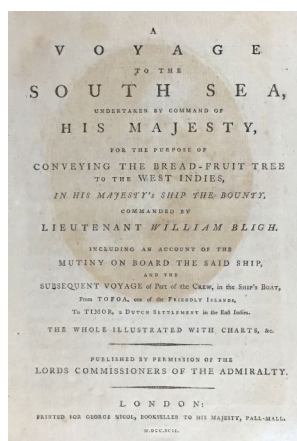 A
VOYAGE
TO THE
SOUTH SEA,
UNDERTAKEN BY COMMAND OF
HIS MAJESTY,
FOR THE PURPOSE OF
CONVEYING THE BREAD-FRUIT TREE
TO THE WEST INDIES,
IN HIS MAJESTY'S SHIP THE BOUNTY,
COMMANDED BY
LIEUTENANT WILLIAM BLIGH.
INCLUDING AN ACCOUNT OF THE
MUTINY ON BOARD THE SAID SHIP,
AND THE
SUBSEQUENT VOYAGE of Part of the CREW, in the SHIP'S BOAT,
From TOFOA, one of the FRIENDLY ISLANDS,
To TIMOR, a DUTCH SETTLEMENT in the East Indies.
THE WHOLE ILLUSTRATED WITH CHARTS, &c.
PUBLISHED BY PERMISSION OF THE
LORDS COMMISSIONERS OF THE ADMIRALTY.
LONDON:
PRINTED FOR GEORGE NICOL, BOOKSELLER TO HIS MAJESTY, PALL-MALL.
M.DCC.XCII.